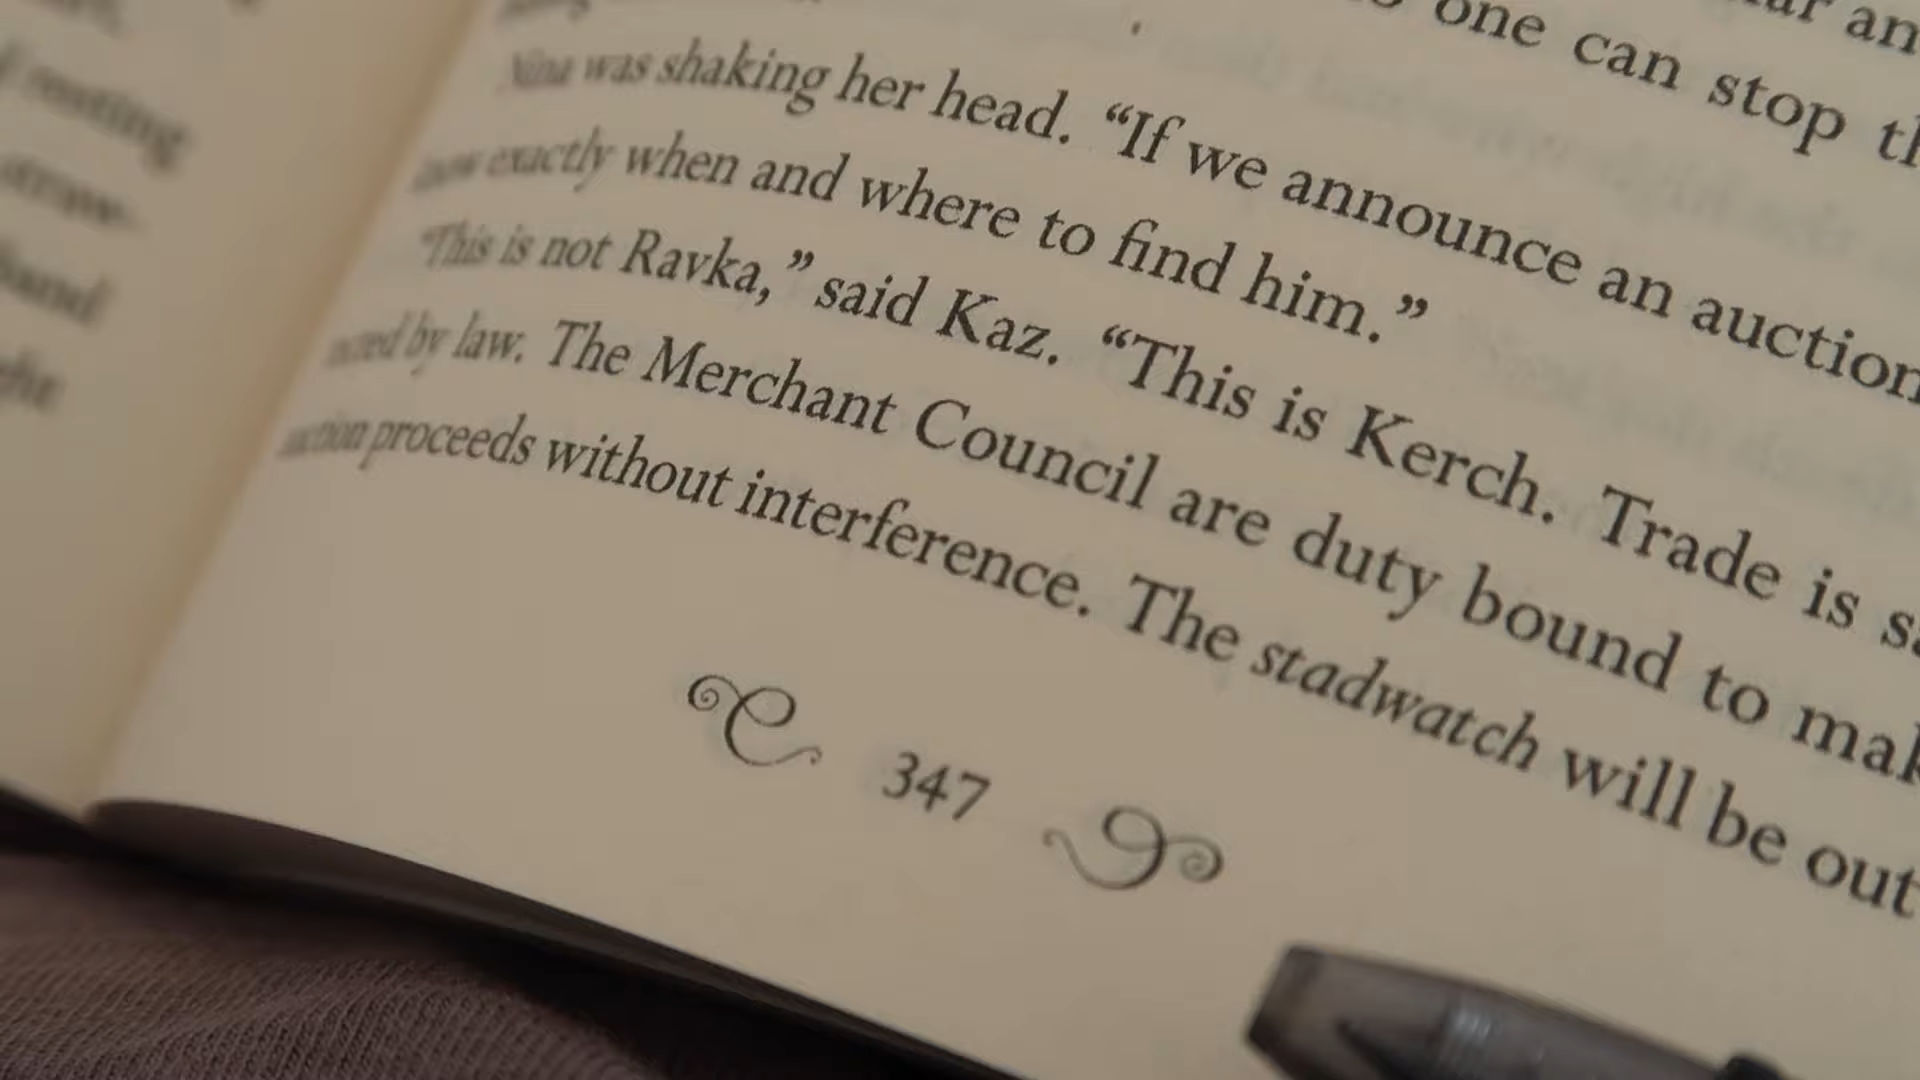 resting
straw-
one can stop
Nina was shaking her head. “If we announce an auction
exactly when and where to find him.”
“This is not Ravka,” said Kaz. “This is Kerch. Trade is
by law. The Merchant Council are duty bound to
proceeds without interference. The stadwatch will be out
347